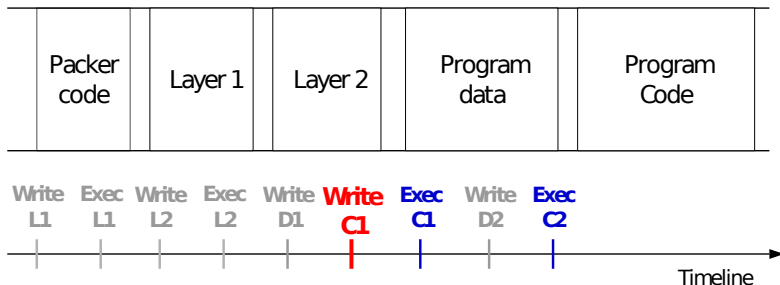 Packer code
Layer 1
Layer 2
Program data
Program Code
Write L1
Exec L1
Write L2
Exec L2
Write D1
Write C1
Exec C1
Write D2
Exec C2
Timeline